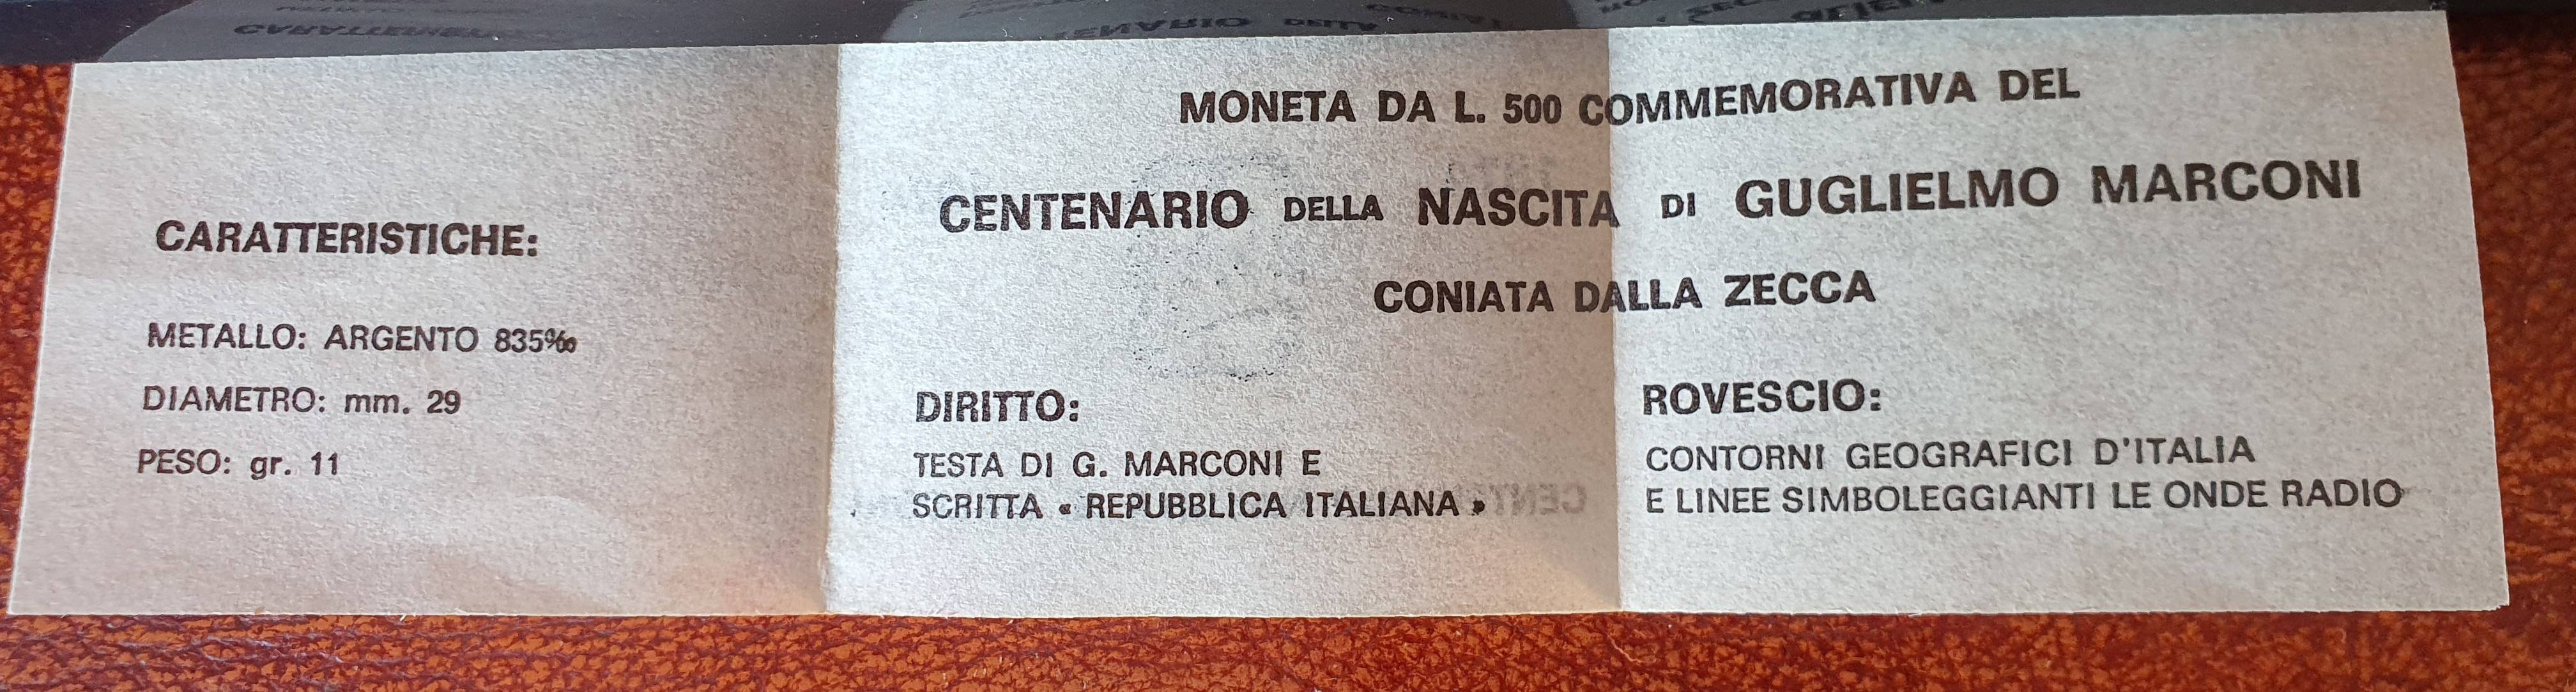 MONETA DA L. 500 COMMEMORATIVA DEL
CENTENARIO DELLA NASCITA DI GUGLIELMO MARCONI
CONIATA DALLA ZECCA
CARATTERISTICHE:
METALLO: ARGENTO 835‰
DIAMETRO: mm. 29
PESO: gr. 11
DIRITTO:
TESTA DI G. MARCONI E
SCRITTA « REPUBBLICA ITALIANA »
ROVESCIO:
CONTORNI GEOGRAFICI D'ITALIA
E LINEE SIMBOLEGGIANTI LE ONDE RADIO